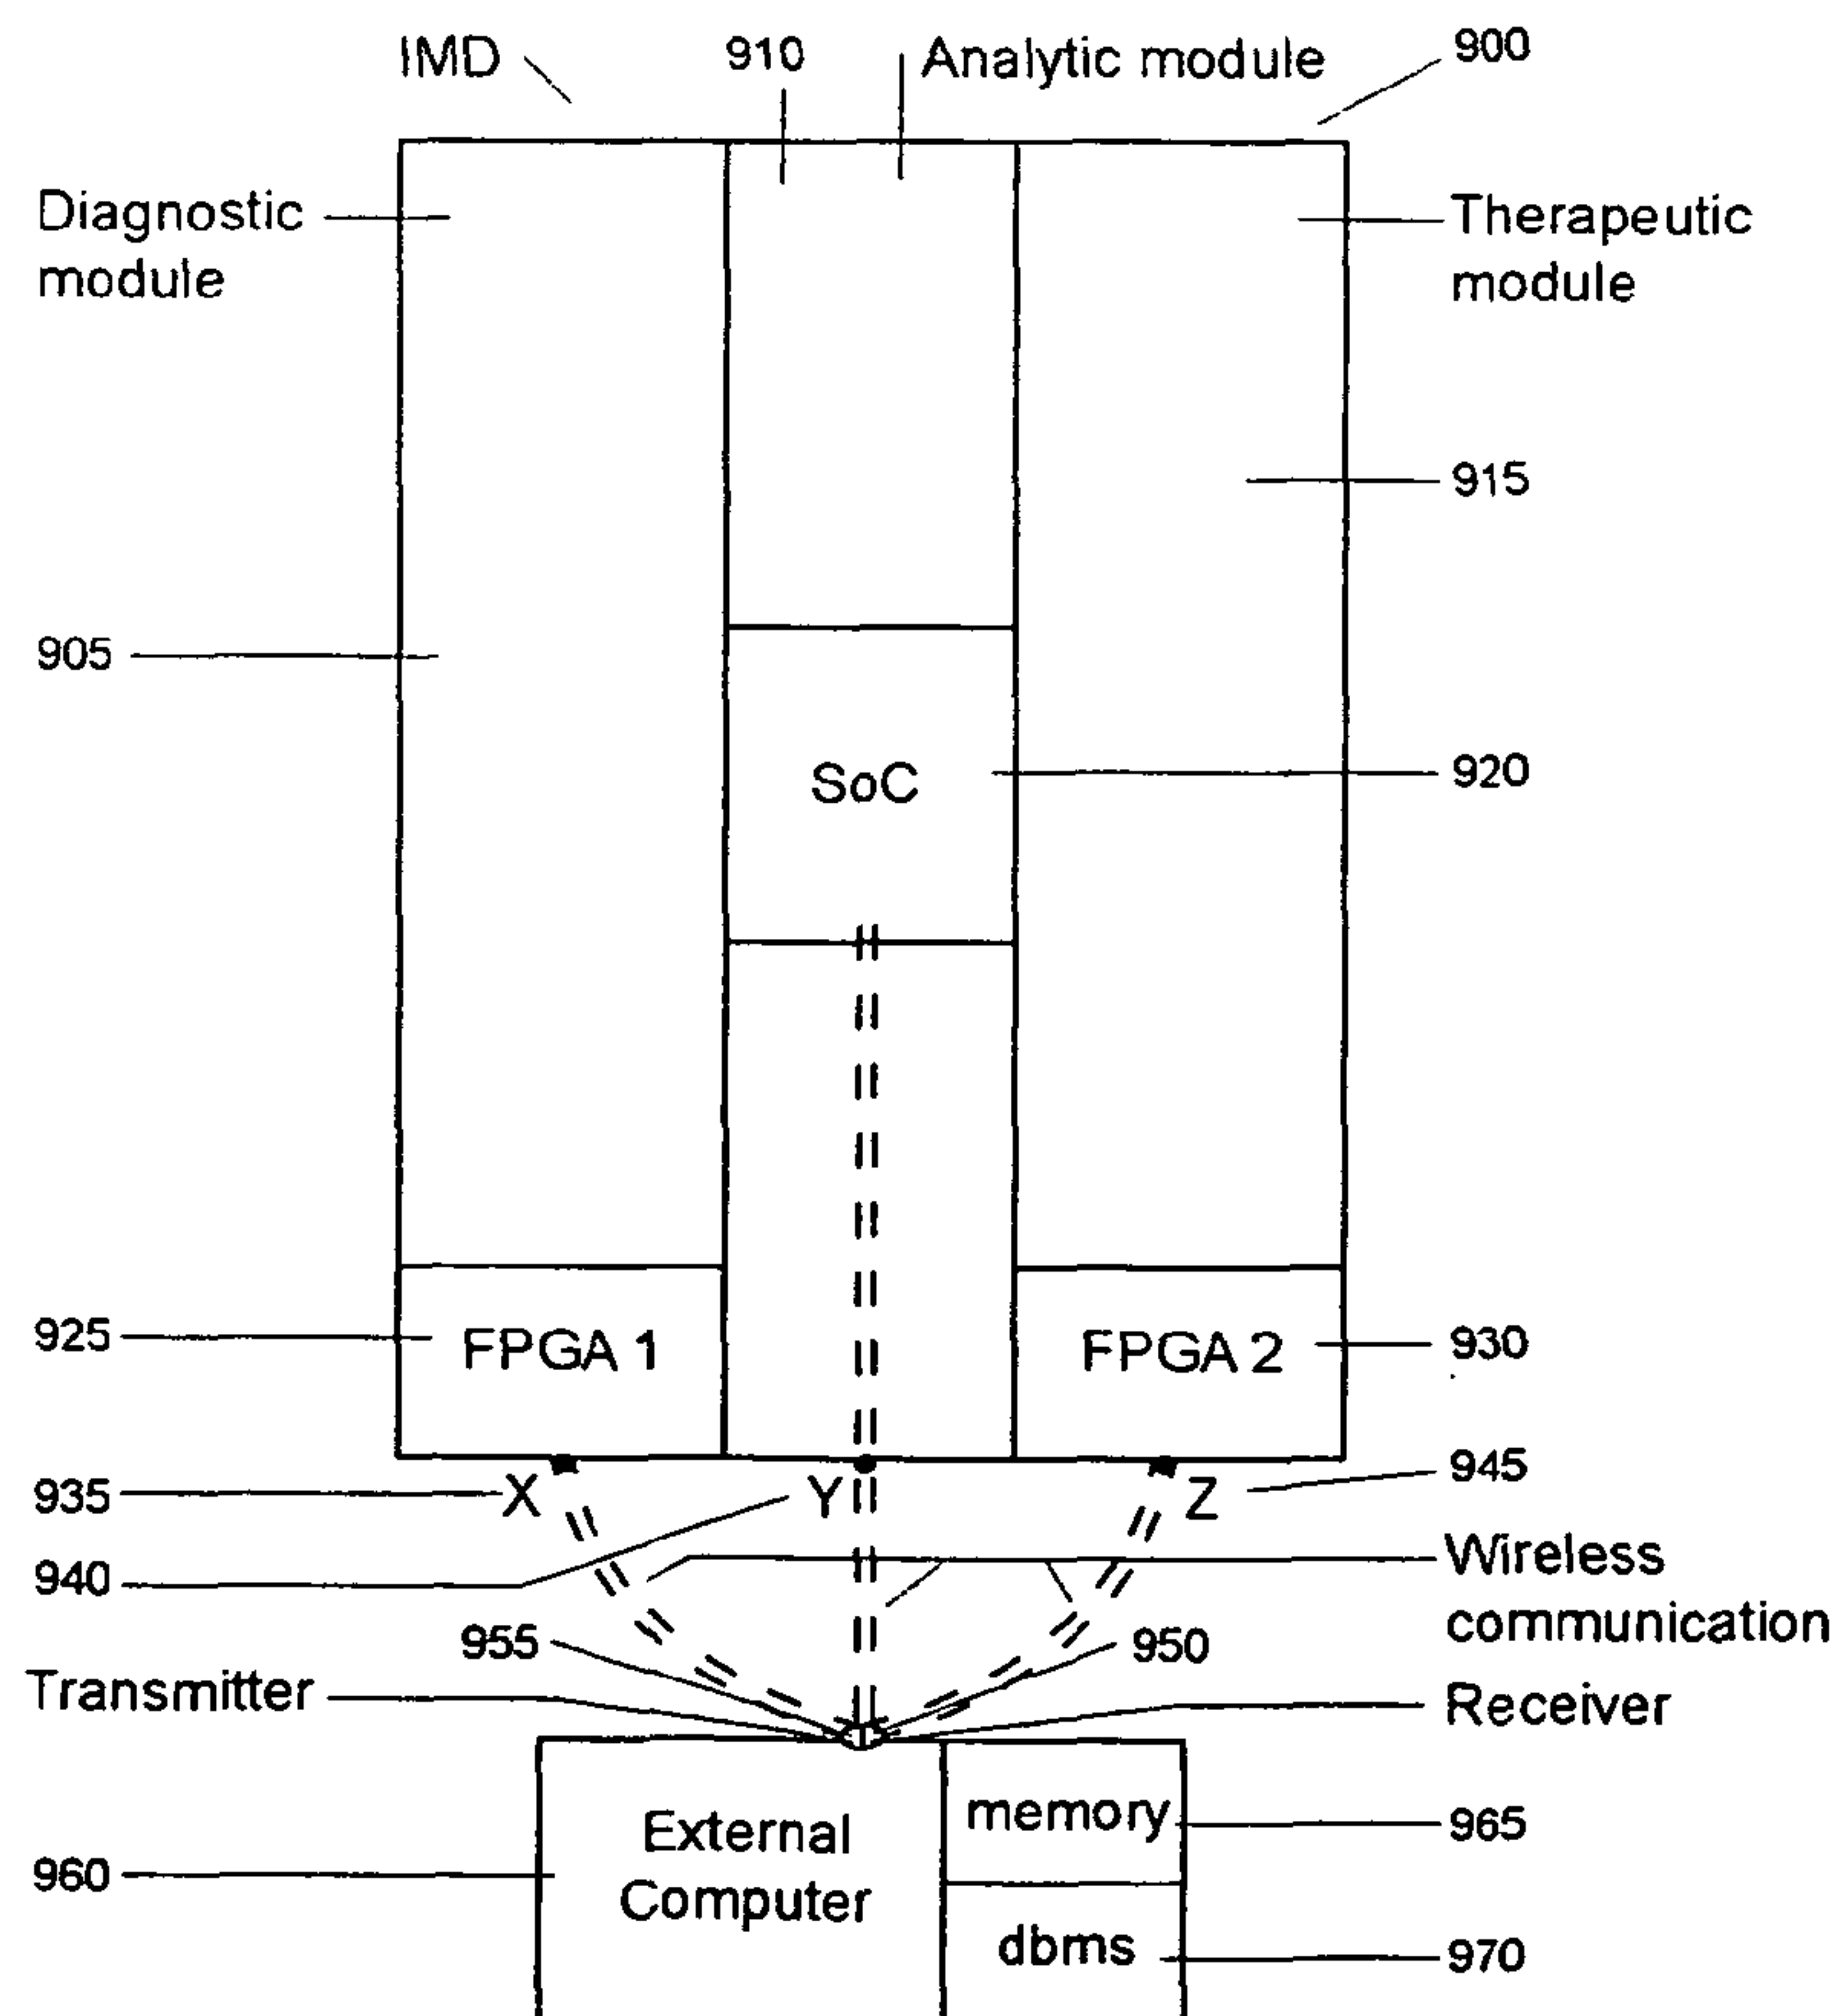 IMD
910
Analytic module
900
Diagnostic
module
Therapeutic
module
915
905
SoC
920
925
FPGA 1
FPGA 2
930
935
X
Y
Z
945
940
Wireless
communication
955
950
Transmitter
Receiver
External
Computer
memory
965
960
dbms
970